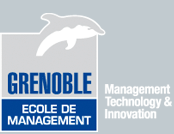 GRENOBLE
ECOLE DE
MANAGEMENT
Management
Technology &
Innovation